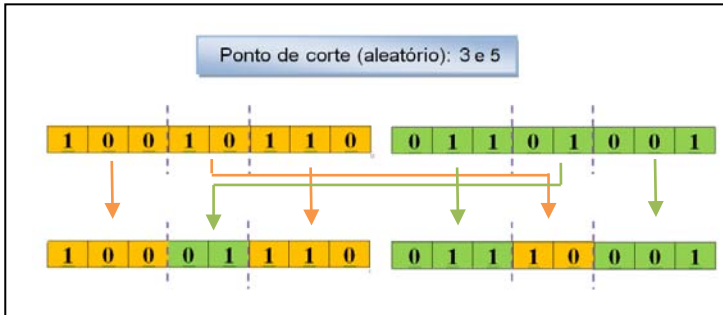 Ponto de corte (aleatório): 3 e 5
1 0 0 1 0 1 1 0 0 1 1 0 1 0 0 1
1 0 0 0 1 1 1 0 0 1 1 1 0 0 0 1